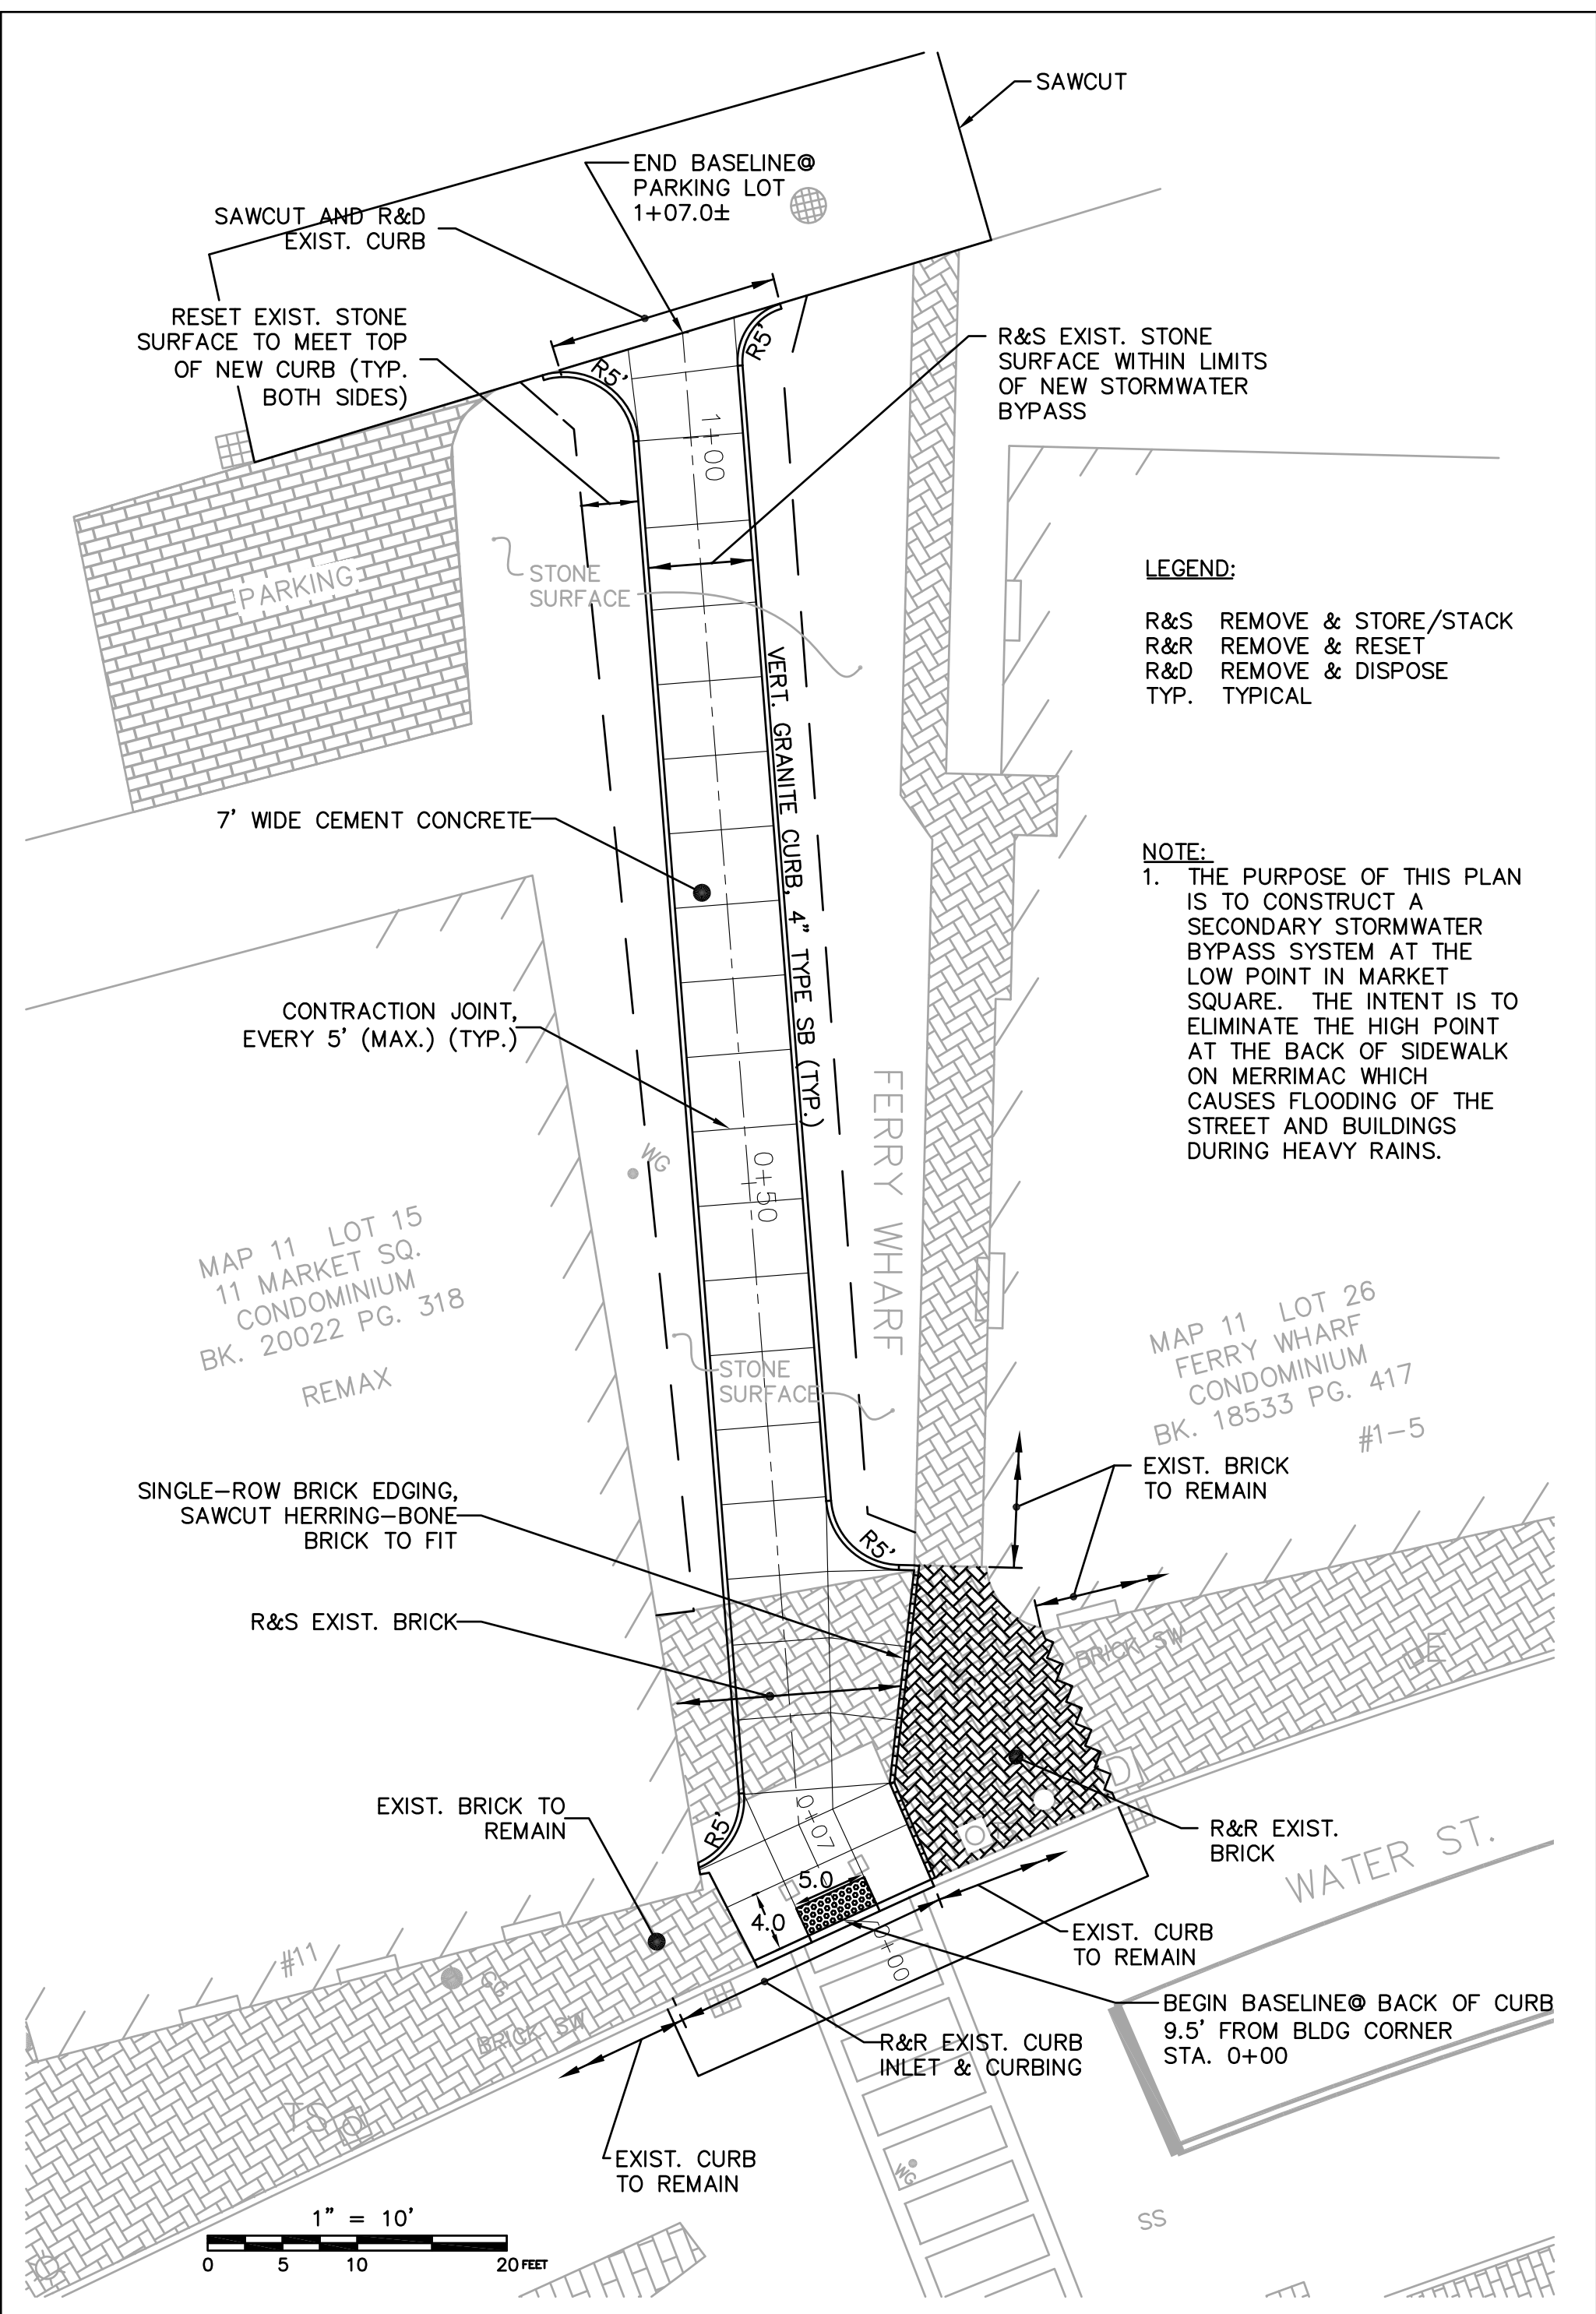 SAWCUT
END BASELINE@
PARKING LOT
1+07.0±
SAWCUT AND R&D
EXIST. CURB
RESET EXIST. STONE
SURFACE TO MEET TOP
OF NEW CURB (TYP.
BOTH SIDES)
R5'
R5'
R&S EXIST. STONE
SURFACE WITHIN LIMITS
OF NEW STORMWATER
BYPASS
1+00
PARKING
STONE
SURFACE
LEGEND:
R&S REMOVE & STORE/STACK
R&R REMOVE & RESET
R&D REMOVE & DISPOSE
TYP. TYPICAL
VERT. GRANITE CURB, 4" TYPE SB (TYP.)
7' WIDE CEMENT CONCRETE
NOTE:
1. THE PURPOSE OF THIS PLAN
IS TO CONSTRUCT A
SECONDARY STORMWATER
BYPASS SYSTEM AT THE
LOW POINT IN MARKET
SQUARE. THE INTENT IS TO
ELIMINATE THE HIGH POINT
AT THE BACK OF SIDEWALK
ON MERRIMAC WHICH
CAUSES FLOODING OF THE
STREET AND BUILDINGS
DURING HEAVY RAINS.
CONTRACTION JOINT,
EVERY 5' (MAX.) (TYP.)
FERRY WHARF
WG
0+50
MAP 11 LOT 15
11 MARKET SQ.
CONDOMINIUM
BK. 20022 PG. 318
REMAX
MAP 11 LOT 26
FERRY WHARF
CONDOMINIUM
BK. 18533 PG. 417
#1-5
STONE
SURFACE
EXIST. BRICK
TO REMAIN
SINGLE-ROW BRICK EDGING,
SAWCUT HERRING-BONE
BRICK TO FIT
R5'
R&S EXIST. BRICK
BRICK SW
EXIST. BRICK TO
REMAIN
R5'
0+07
R&R EXIST.
BRICK
WATER ST.
5.0
4.0
0+00
EXIST. CURB
TO REMAIN
#11
GG
BRICK SW
BEGIN BASELINE@ BACK OF CURB
9.5' FROM BLDG CORNER
STA. 0+00
R&R EXIST. CURB
INLET & CURBING
TS
EXIST. CURB
TO REMAIN
WG
SS
1" = 10'
0 5 10 20 FEET